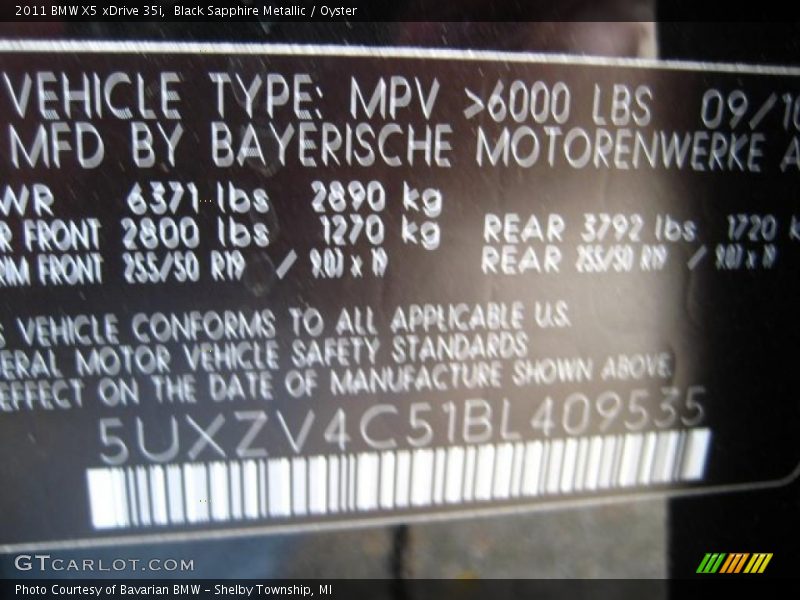 2011 BMW X5 xDrive 35i,  Black Sapphire Metallic / Oyster
VEHICLE TYPE: MPV >6000 LBS 09/10
MFD BY BAYERISCHE MOTORENWERKE A
WR 6371 lbs 2890 kg
R FRONT 2800 lbs 1270 kg REAR 3792 lbs 1720 k
IM FRONT 255/50 R19 / 9.0J x 19 REAR 255/50 R19 / 9.0J x 19
S VEHICLE CONFORMS TO ALL APPLICABLE U.S.
ERAL MOTOR VEHICLE SAFETY STANDARDS
EFFECT ON THE DATE OF MANUFACTURE SHOWN ABOVE.
5UXZV4C51BL409535
GTCARLOT.COM
Photo Courtesy of Bavarian BMW – Shelby Township, MI